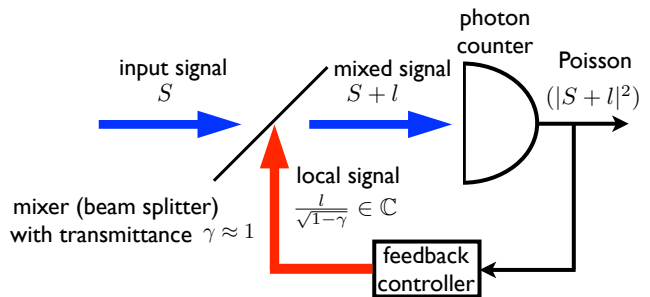 photon
counter
input signal
S
mixed signal
S + l
Poisson
(|S + l|²)
local signal
l/√(1−γ) ∈ ℂ
mixer (beam splitter)
with transmittance γ ≈ 1
feedback
controller